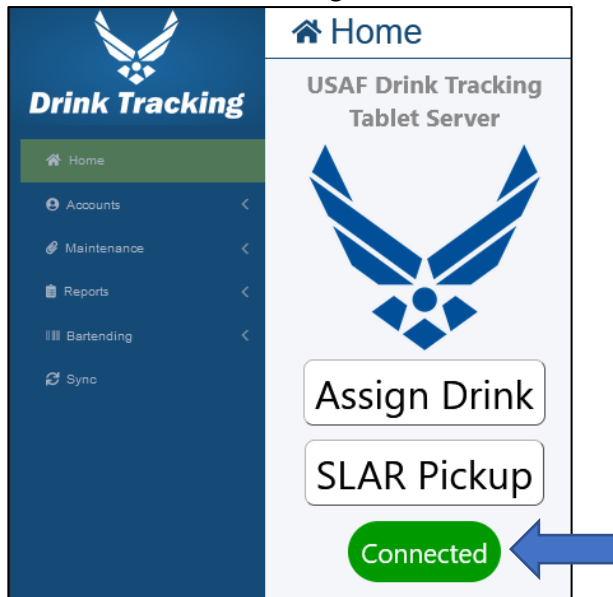 Drink Tracking
Home
Accounts
Maintenance
Reports
Bartending
Sync
Home
USAF Drink Tracking
Tablet Server
Assign Drink
SLAR Pickup
Connected